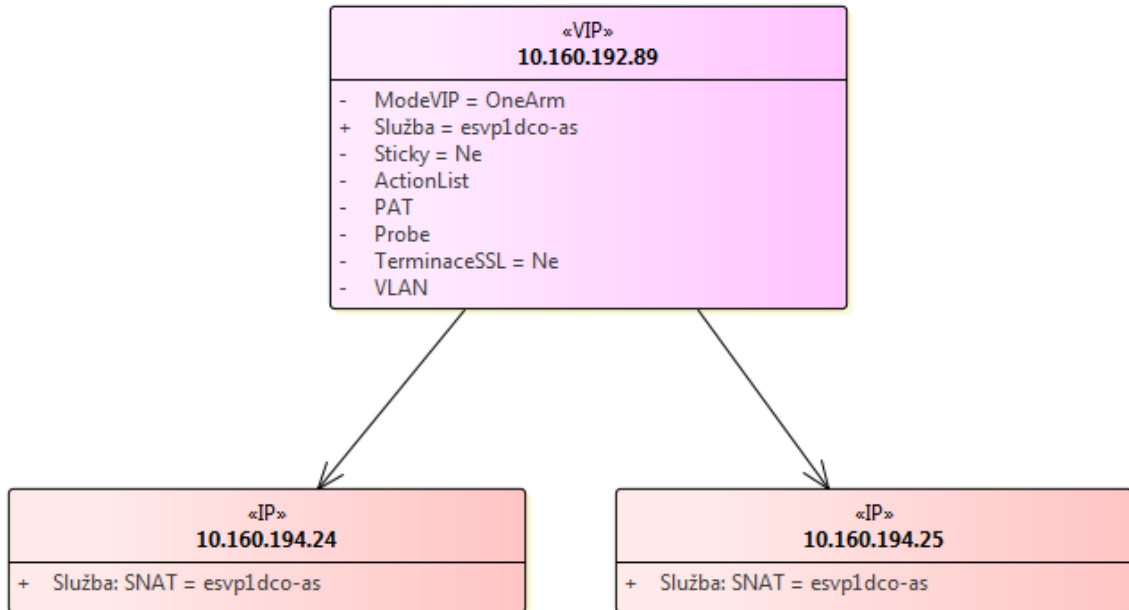 «VIP»
10.160.192.89
- ModeVIP = OneArm
+ Služba = esvp1dco-as
- Sticky = Ne
- ActionList
- PAT
- Probe
- TerminaceSSL = Ne
- VLAN
«IP»
10.160.194.24
+ Služba: SNAT = esvp1dco-as
«IP»
10.160.194.25
+ Služba: SNAT = esvp1dco-as